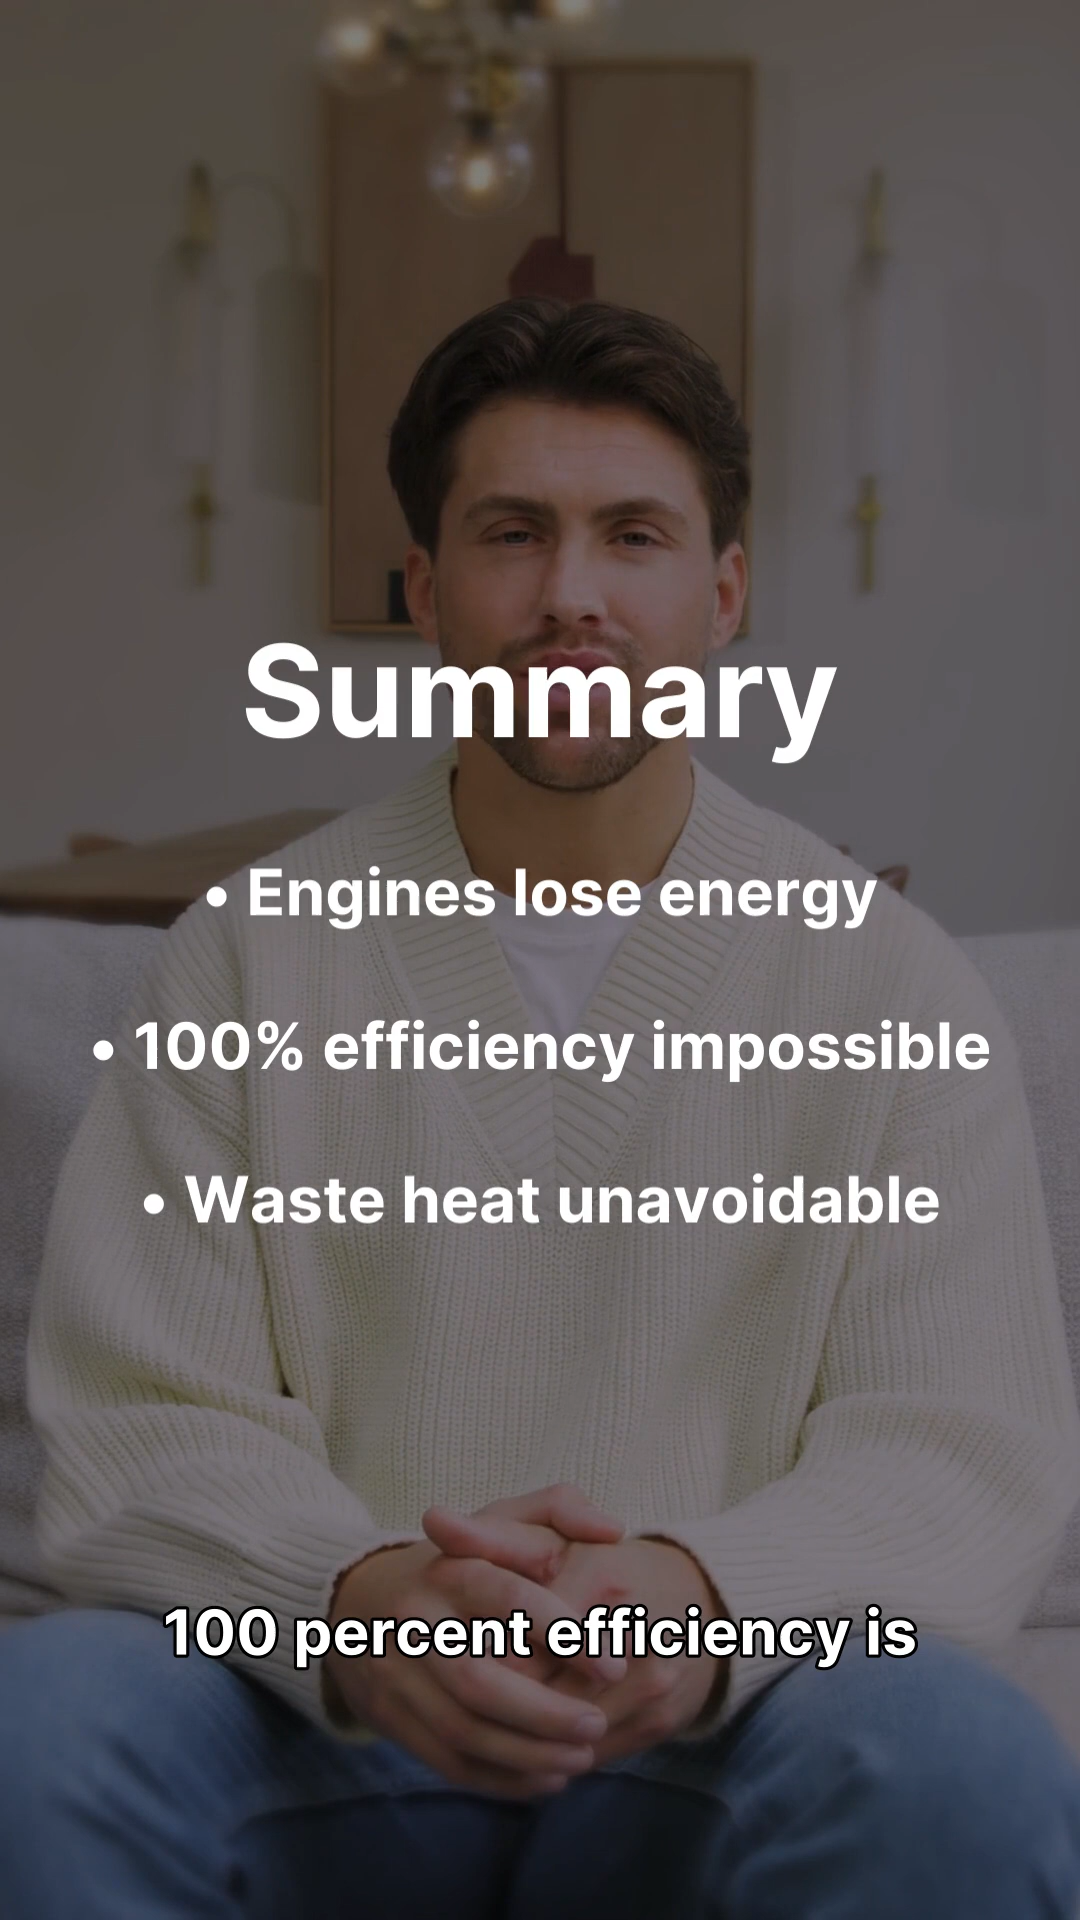 Summary
• Engines lose energy
• 100% efficiency impossible
• Waste heat unavoidable
100 percent efficiency is